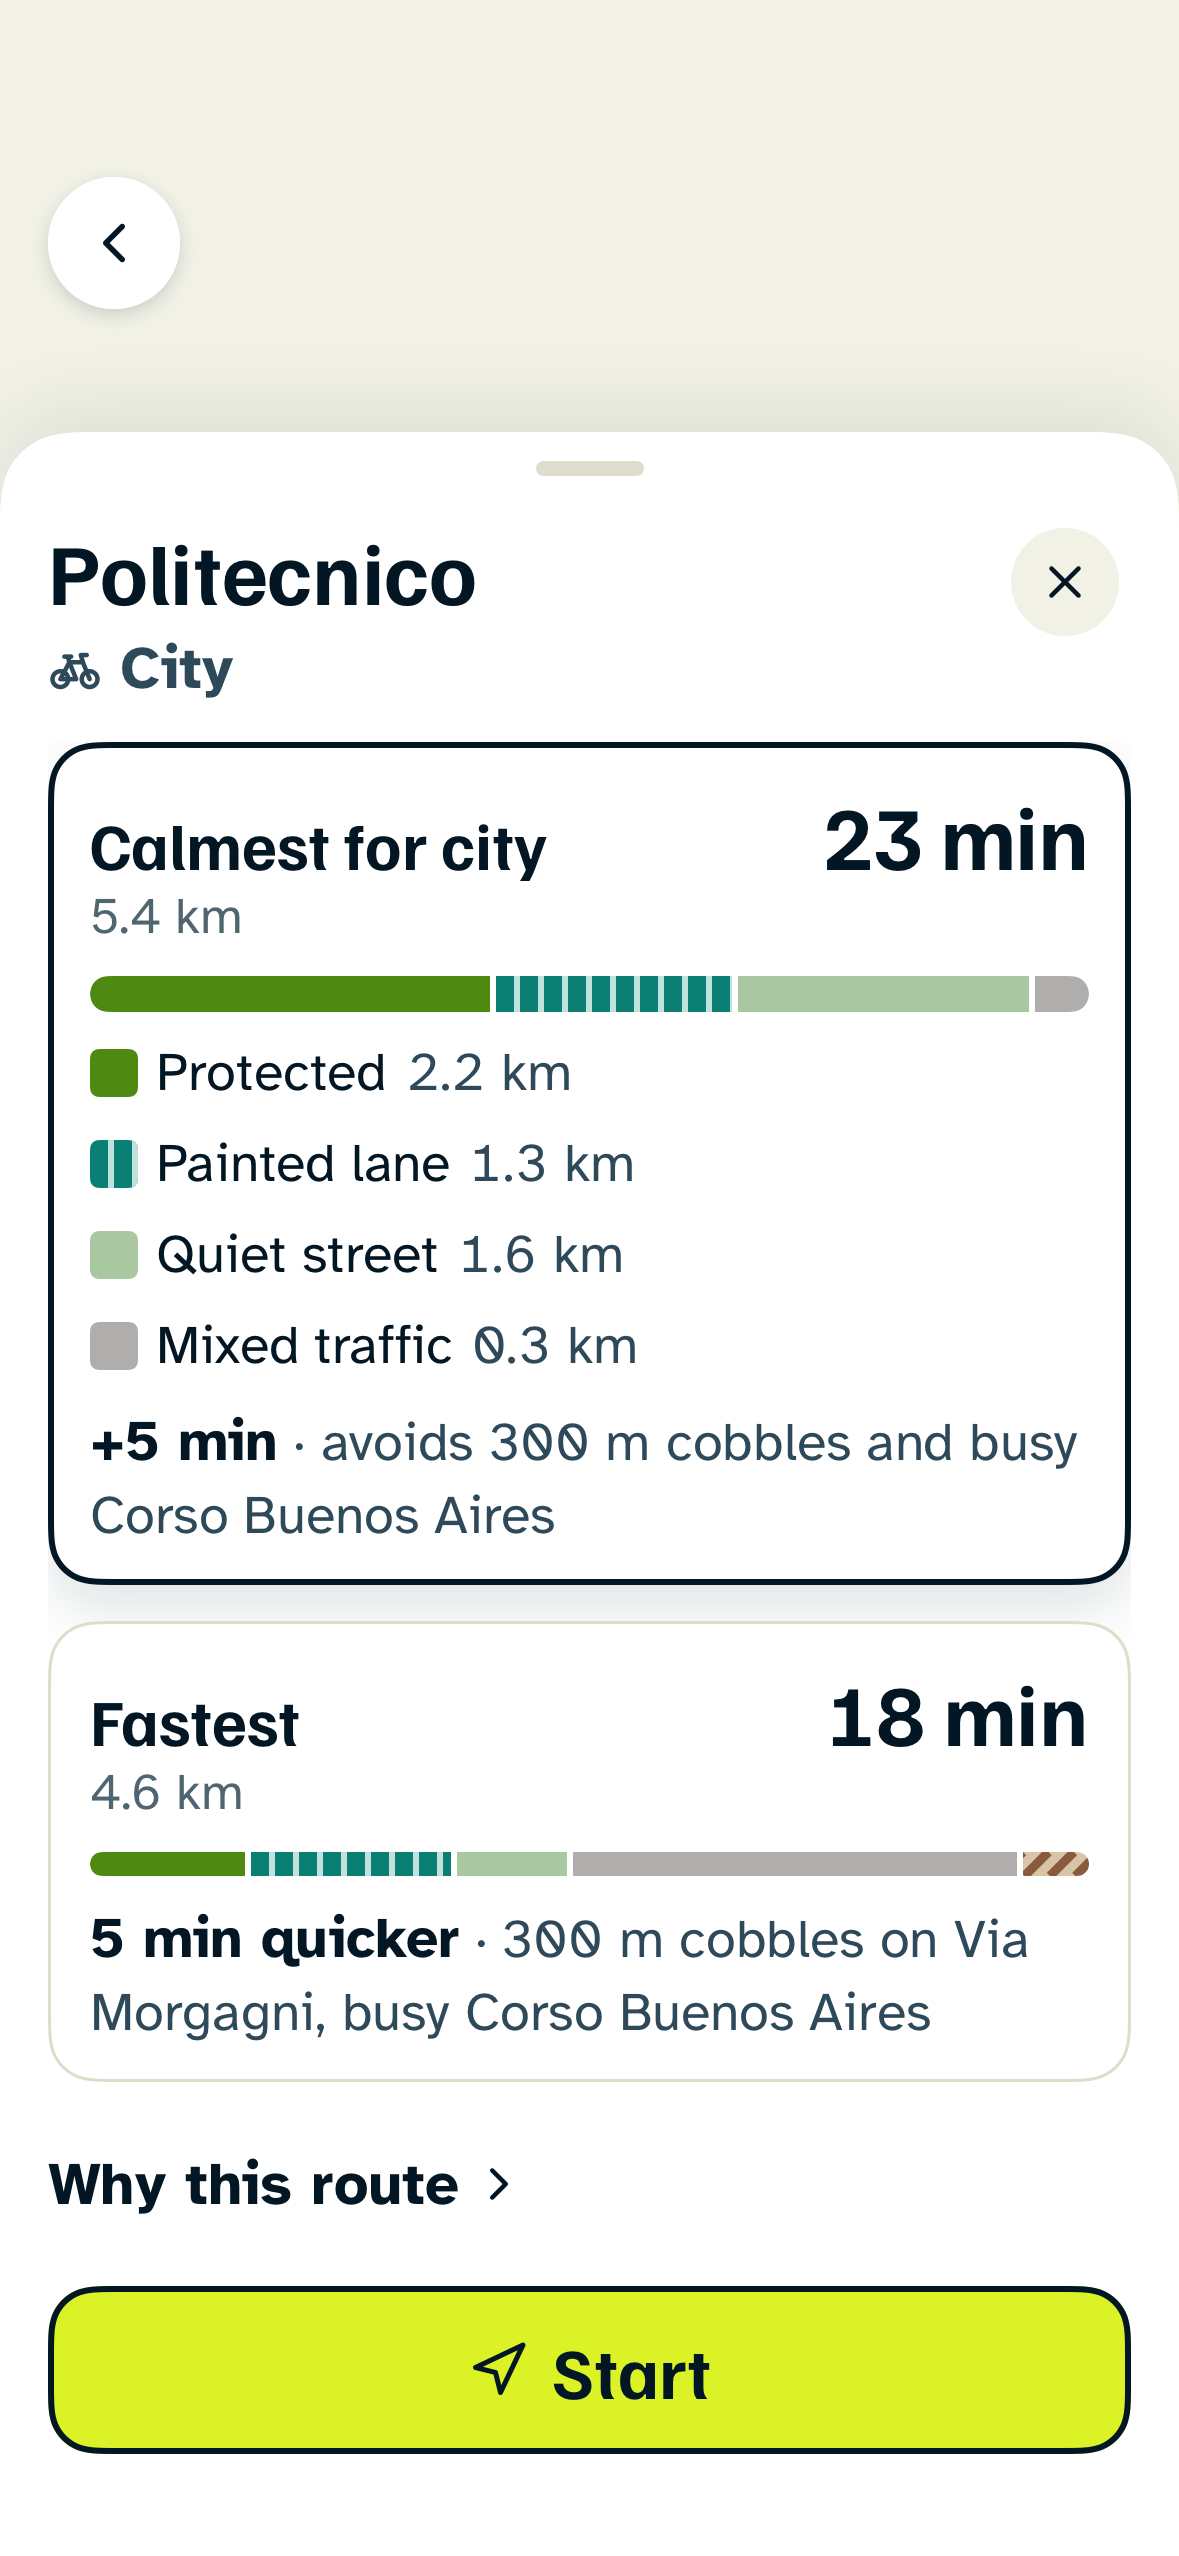 Politecnico
City
Calmest for city
23 min
5.4 km
Protected 2.2 km
Painted lane 1.3 km
Quiet street 1.6 km
Mixed traffic 0.3 km
+5 min · avoids 300 m cobbles and busy
Corso Buenos Aires
Fastest
18 min
4.6 km
5 min quicker · 300 m cobbles on Via
Morgagni, busy Corso Buenos Aires
Why this route
Start